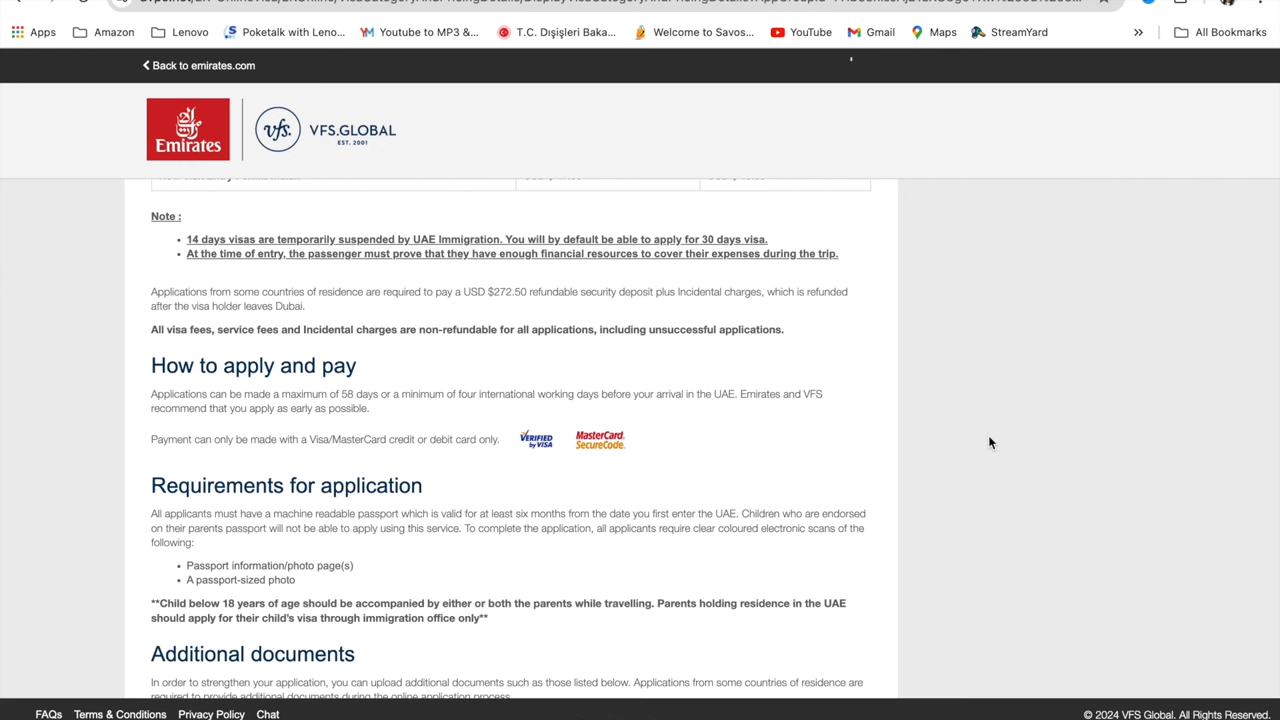 Apps
Amazon
Lenovo
Poketalk with Leno...
Youtube to MP3 &...
T.C. Dışişleri Baka...
Welcome to Savos...
YouTube
Gmail
Maps
StreamYard
»
All Bookmarks
Back to emirates.com
Emirates
vfs.
VFS.GLOBAL
EST. 2001
Note :
• 14 days visas are temporarily suspended by UAE Immigration. You will by default be able to apply for 30 days visa.
• At the time of entry, the passenger must prove that they have enough financial resources to cover their expenses during the trip.
Applications from some countries of residence are required to pay a USD $272.50 refundable security deposit plus Incidental charges, which is refunded
after the visa holder leaves Dubai.
All visa fees, service fees and Incidental charges are non-refundable for all applications, including unsuccessful applications.
How to apply and pay
Applications can be made a maximum of 58 days or a minimum of four international working days before your arrival in the UAE. Emirates and VFS
recommend that you apply as early as possible.
Payment can only be made with a Visa/MasterCard credit or debit card only.
VERIFIED
by VISA
MasterCard.
SecureCode.
Requirements for application
All applicants must have a machine readable passport which is valid for at least six months from the date you first enter the UAE. Children who are endorsed
on their parents passport will not be able to apply using this service. To complete the application, all applicants require clear coloured electronic scans of the
following:
• Passport information/photo page(s)
• A passport-sized photo
**Child below 18 years of age should be accompanied by either or both the parents while travelling. Parents holding residence in the UAE
should apply for their child's visa through immigration office only**
Additional documents
In order to strengthen your application, you can upload additional documents such as those listed below. Applications from some countries of residence are
required to provide additional documents during the online application process.
FAQs
Terms & Conditions
Privacy Policy
Chat
© 2024 VFS Global. All Rights Reserved.